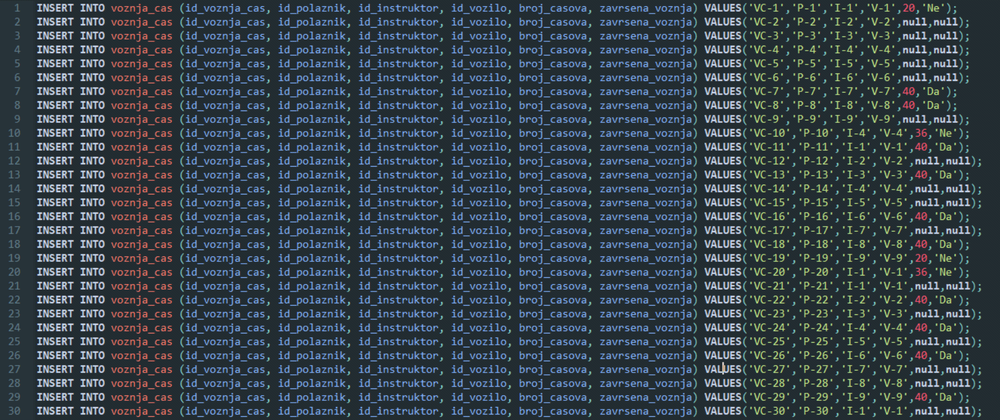 1 INSERT INTO voznja_cas (id_voznja_cas, id_polaznik, id_instruktor, id_vozilo, broj_casova, zavrsena_voznja) VALUES('VC-1','P-1','I-1','V-1',20,'Ne');
2 INSERT INTO voznja_cas (id_voznja_cas, id_polaznik, id_instruktor, id_vozilo, broj_casova, zavrsena_voznja) VALUES('VC-2','P-2','I-2','V-2',null,null);
3 INSERT INTO voznja_cas (id_voznja_cas, id_polaznik, id_instruktor, id_vozilo, broj_casova, zavrsena_voznja) VALUES('VC-3','P-3','I-3','V-3',null,null);
4 INSERT INTO voznja_cas (id_voznja_cas, id_polaznik, id_instruktor, id_vozilo, broj_casova, zavrsena_voznja) VALUES('VC-4','P-4','I-4','V-4',null,null);
5 INSERT INTO voznja_cas (id_voznja_cas, id_polaznik, id_instruktor, id_vozilo, broj_casova, zavrsena_voznja) VALUES('VC-5','P-5','I-5','V-5',null,null);
6 INSERT INTO voznja_cas (id_voznja_cas, id_polaznik, id_instruktor, id_vozilo, broj_casova, zavrsena_voznja) VALUES('VC-6','P-6','I-6','V-6',null,null);
7 INSERT INTO voznja_cas (id_voznja_cas, id_polaznik, id_instruktor, id_vozilo, broj_casova, zavrsena_voznja) VALUES('VC-7','P-7','I-7','V-7',40,'Da');
8 INSERT INTO voznja_cas (id_voznja_cas, id_polaznik, id_instruktor, id_vozilo, broj_casova, zavrsena_voznja) VALUES('VC-8','P-8','I-8','V-8',40,'Da');
9 INSERT INTO voznja_cas (id_voznja_cas, id_polaznik, id_instruktor, id_vozilo, broj_casova, zavrsena_voznja) VALUES('VC-9','P-9','I-9','V-9',null,null);
10 INSERT INTO voznja_cas (id_voznja_cas, id_polaznik, id_instruktor, id_vozilo, broj_casova, zavrsena_voznja) VALUES('VC-10','P-10','I-4','V-4',36,'Ne');
11 INSERT INTO voznja_cas (id_voznja_cas, id_polaznik, id_instruktor, id_vozilo, broj_casova, zavrsena_voznja) VALUES('VC-11','P-11','I-1','V-1',40,'Da');
12 INSERT INTO voznja_cas (id_voznja_cas, id_polaznik, id_instruktor, id_vozilo, broj_casova, zavrsena_voznja) VALUES('VC-12','P-12','I-2','V-2',null,null);
13 INSERT INTO voznja_cas (id_voznja_cas, id_polaznik, id_instruktor, id_vozilo, broj_casova, zavrsena_voznja) VALUES('VC-13','P-13','I-3','V-3',40,'Da');
14 INSERT INTO voznja_cas (id_voznja_cas, id_polaznik, id_instruktor, id_vozilo, broj_casova, zavrsena_voznja) VALUES('VC-14','P-14','I-4','V-4',null,null);
15 INSERT INTO voznja_cas (id_voznja_cas, id_polaznik, id_instruktor, id_vozilo, broj_casova, zavrsena_voznja) VALUES('VC-15','P-15','I-5','V-5',null,null);
16 INSERT INTO voznja_cas (id_voznja_cas, id_polaznik, id_instruktor, id_vozilo, broj_casova, zavrsena_voznja) VALUES('VC-16','P-16','I-6','V-6',40,'Da');
17 INSERT INTO voznja_cas (id_voznja_cas, id_polaznik, id_instruktor, id_vozilo, broj_casova, zavrsena_voznja) VALUES('VC-17','P-17','I-7','V-7',null,null);
18 INSERT INTO voznja_cas (id_voznja_cas, id_polaznik, id_instruktor, id_vozilo, broj_casova, zavrsena_voznja) VALUES('VC-18','P-18','I-8','V-8',40,'Da');
19 INSERT INTO voznja_cas (id_voznja_cas, id_polaznik, id_instruktor, id_vozilo, broj_casova, zavrsena_voznja) VALUES('VC-19','P-19','I-9','V-9',20,'Ne');
20 INSERT INTO voznja_cas (id_voznja_cas, id_polaznik, id_instruktor, id_vozilo, broj_casova, zavrsena_voznja) VALUES('VC-20','P-20','I-1','V-1',36,'Ne');
21 INSERT INTO voznja_cas (id_voznja_cas, id_polaznik, id_instruktor, id_vozilo, broj_casova, zavrsena_voznja) VALUES('VC-21','P-21','I-1','V-1',null,null);
22 INSERT INTO voznja_cas (id_voznja_cas, id_polaznik, id_instruktor, id_vozilo, broj_casova, zavrsena_voznja) VALUES('VC-22','P-22','I-2','V-2',40,'Da');
23 INSERT INTO voznja_cas (id_voznja_cas, id_polaznik, id_instruktor, id_vozilo, broj_casova, zavrsena_voznja) VALUES('VC-23','P-23','I-3','V-3',null,null);
24 INSERT INTO voznja_cas (id_voznja_cas, id_polaznik, id_instruktor, id_vozilo, broj_casova, zavrsena_voznja) VALUES('VC-24','P-24','I-4','V-4',40,'Da');
25 INSERT INTO voznja_cas (id_voznja_cas, id_polaznik, id_instruktor, id_vozilo, broj_casova, zavrsena_voznja) VALUES('VC-25','P-25','I-5','V-5',null,null);
26 INSERT INTO voznja_cas (id_voznja_cas, id_polaznik, id_instruktor, id_vozilo, broj_casova, zavrsena_voznja) VALUES('VC-26','P-26','I-6','V-6',40,'Da');
27 INSERT INTO voznja_cas (id_voznja_cas, id_polaznik, id_instruktor, id_vozilo, broj_casova, zavrsena_voznja) VALUES('VC-27','P-27','I-7','V-7',null,null);
28 INSERT INTO voznja_cas (id_voznja_cas, id_polaznik, id_instruktor, id_vozilo, broj_casova, zavrsena_voznja) VALUES('VC-28','P-28','I-8','V-8',null,null);
29 INSERT INTO voznja_cas (id_voznja_cas, id_polaznik, id_instruktor, id_vozilo, broj_casova, zavrsena_voznja) VALUES('VC-29','P-29','I-9','V-9',40,'Da');
30 INSERT INTO voznja_cas (id_voznja_cas, id_polaznik, id_instruktor, id_vozilo, broj_casova, zavrsena_voznja) VALUES('VC-30','P-30','I-1','V-1',null,null);